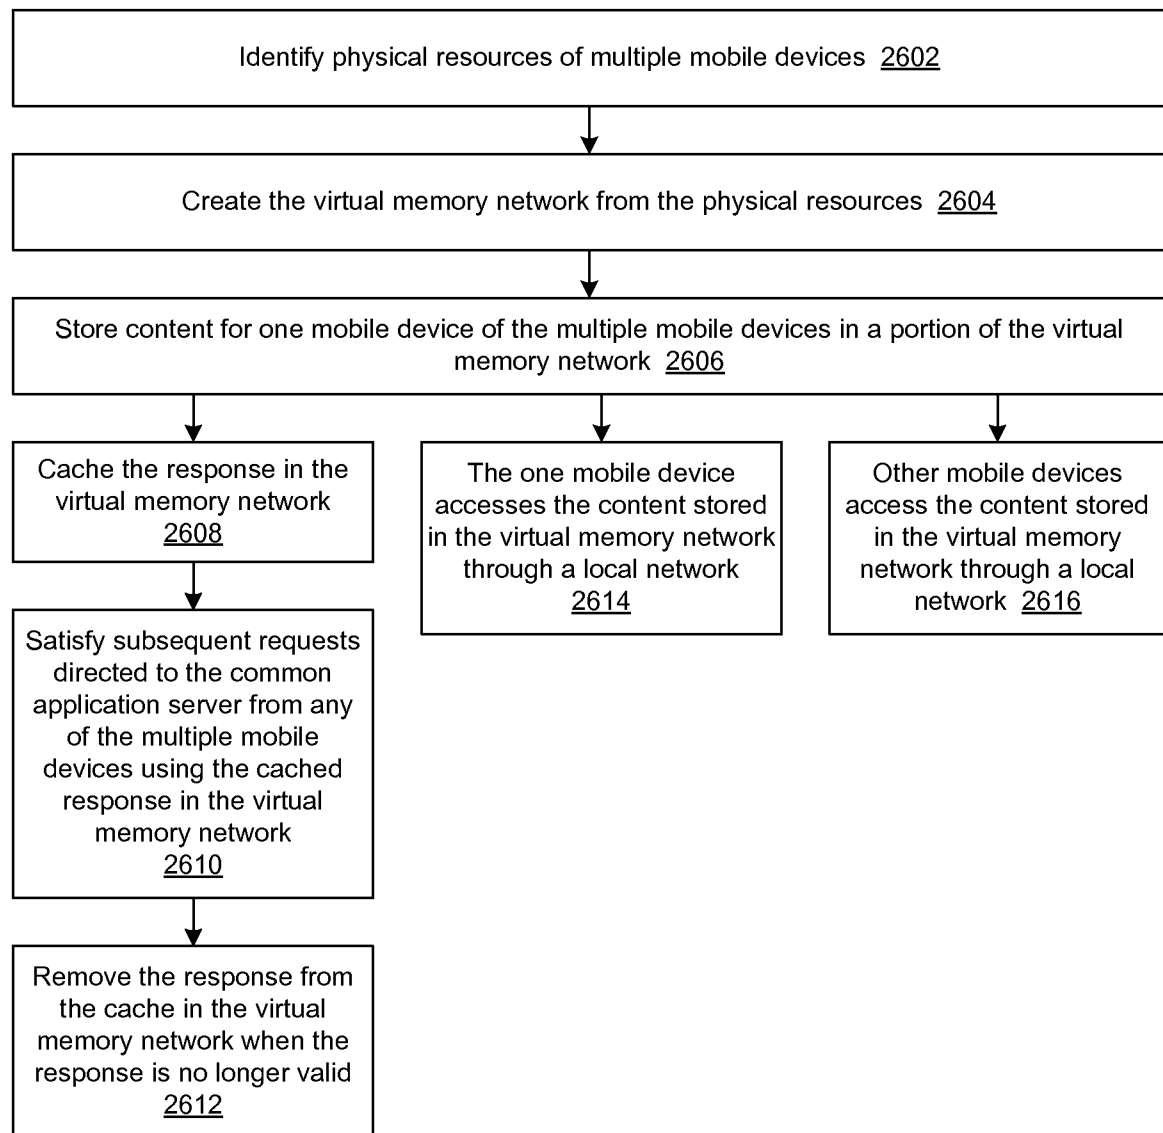 Identify physical resources of multiple mobile devices 2602
Create the virtual memory network from the physical resources 2604
Store content for one mobile device of the multiple mobile devices in a portion of the virtual
memory network 2606
Cache the response in the
virtual memory network
2608
The one mobile device
accesses the content stored
in the virtual memory network
through a local network
2614
Other mobile devices
access the content stored
in the virtual memory
network through a local
network 2616
Satisfy subsequent requests
directed to the common
application server from any
of the multiple mobile
devices using the cached
response in the virtual
memory network
2610
Remove the response from
the cache in the virtual
memory network when the
response is no longer valid
2612